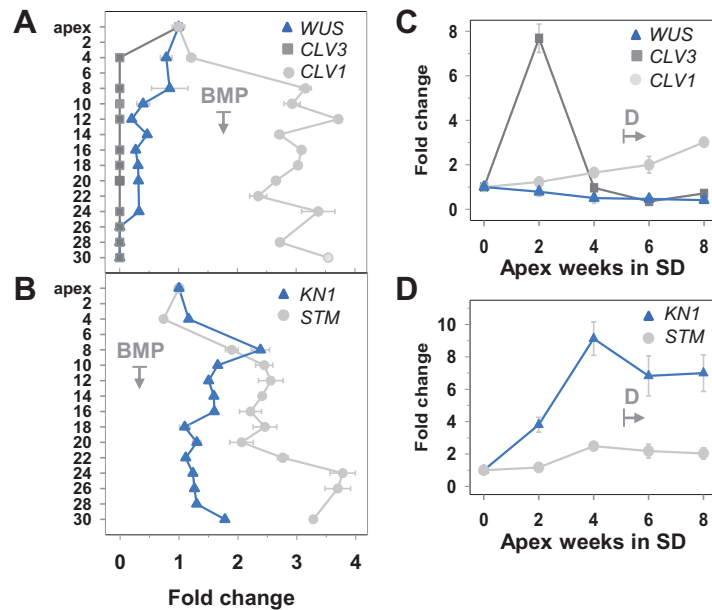 A
apex
2
4
6
8
10
12
14
16
18
20
22
24
26
28
30
WUS
CLV3
CLV1
BMP
B
apex
2
4
6
8
10
12
14
16
18
20
22
24
26
28
30
KN1
STM
BMP
0 1 2 3 4
Fold change
C
Fold change
8
6
4
2
0
WUS
CLV3
CLV1
D
0 2 4 6 8
Apex weeks in SD
D
Fold change
10
8
6
4
2
0
KN1
STM
D
0 2 4 6 8
Apex weeks in SD